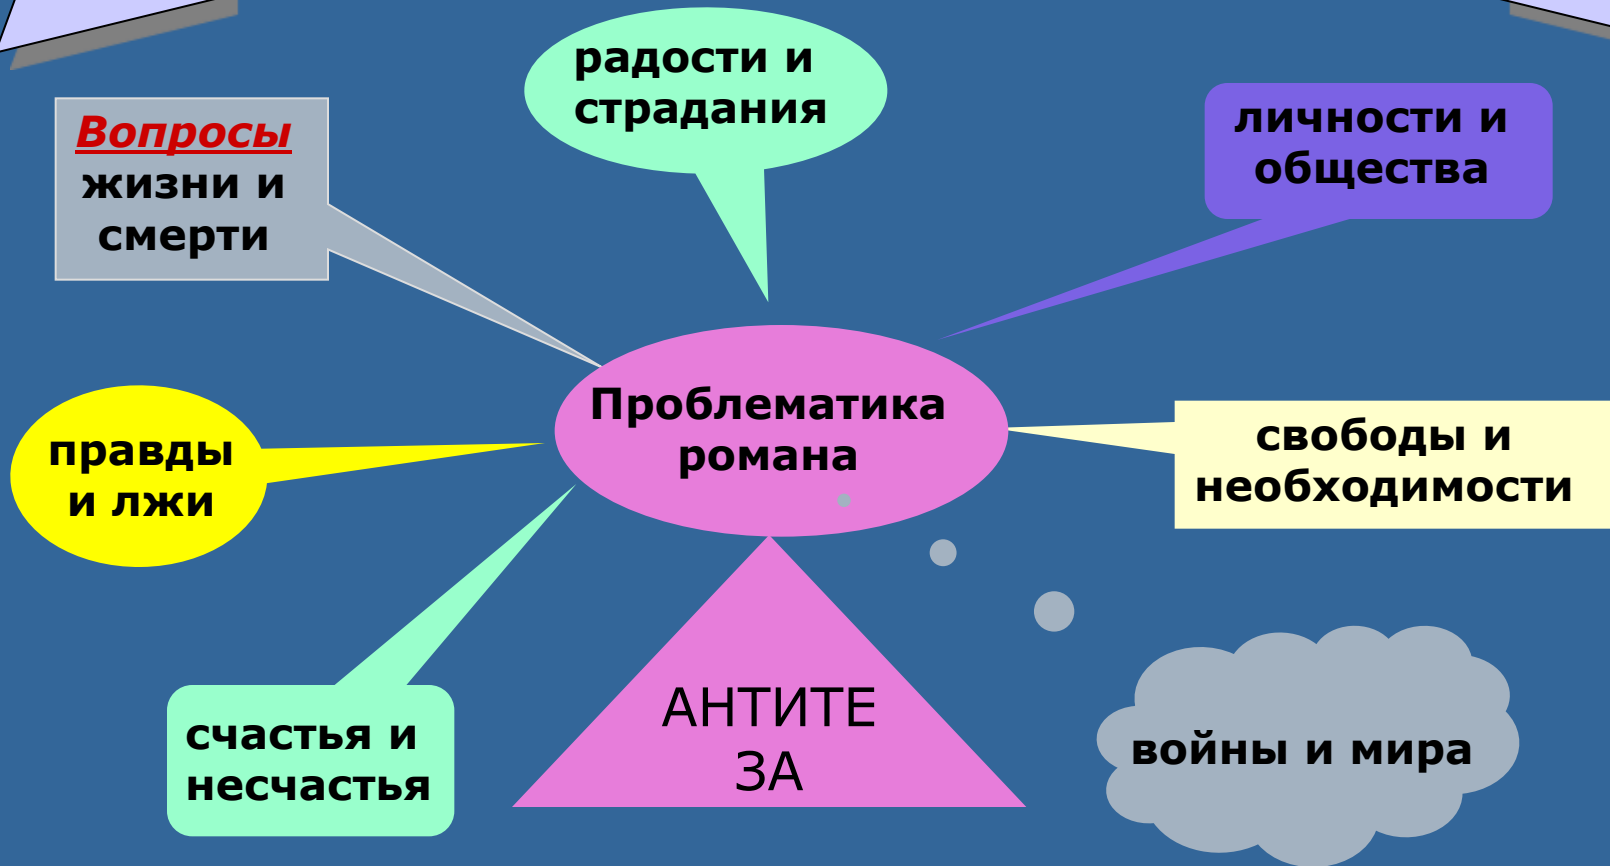 Вопросы
жизни и
смерти
радости и
страдания
личности и
общества
Проблематика
романа
правды
и лжи
свободы и
необходимости
счастья и
несчастья
АНТИТЕ
ЗА
войны и мира